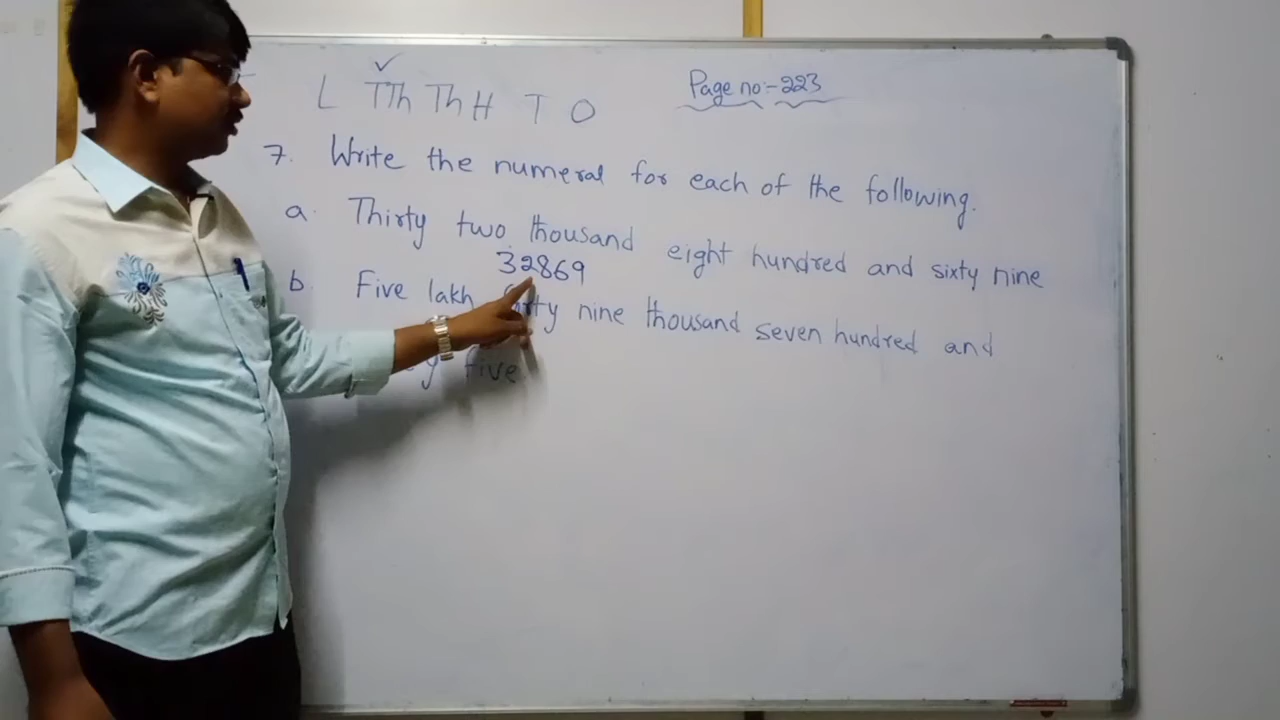 L TTh Th H T O
Page no:- 223
7. Write the numeral for each of the following.
a. Thirty two thousand eight hundred and sixty nine
32869
b. Five lakh nine thousand seven hundred and
five